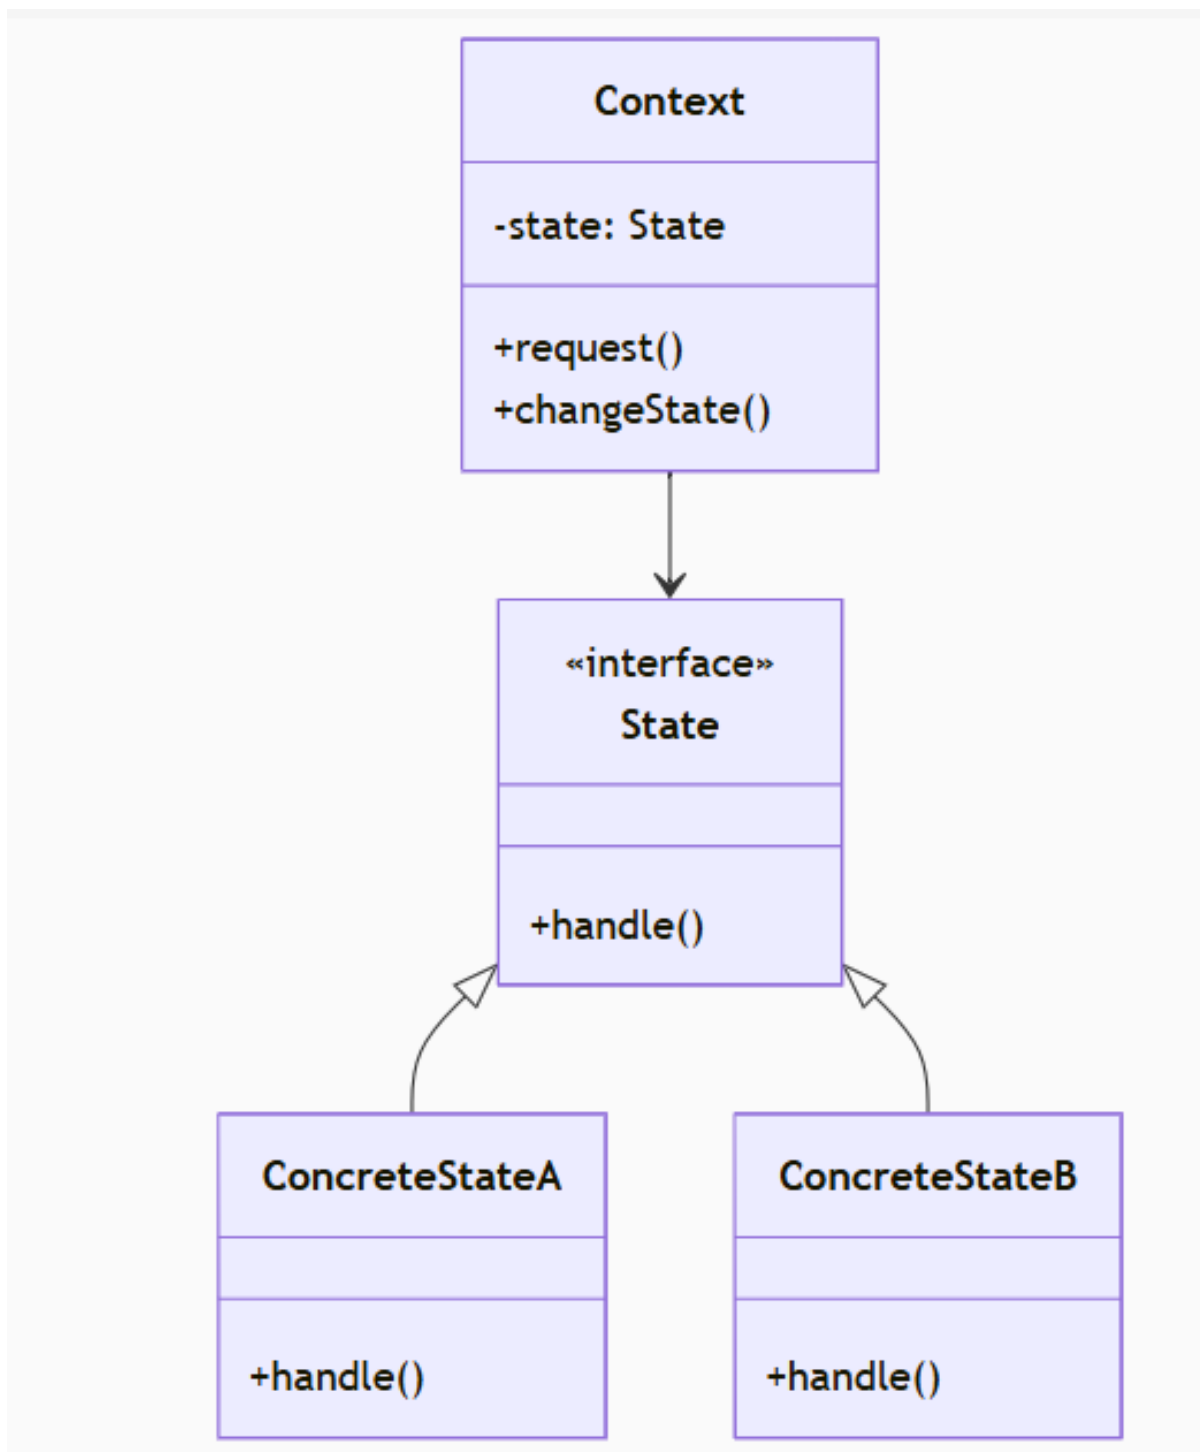 Context
-state: State
+request()
+changeState()
«interface»
State
+handle()
ConcreteStateA
+handle()
ConcreteStateB
+handle()